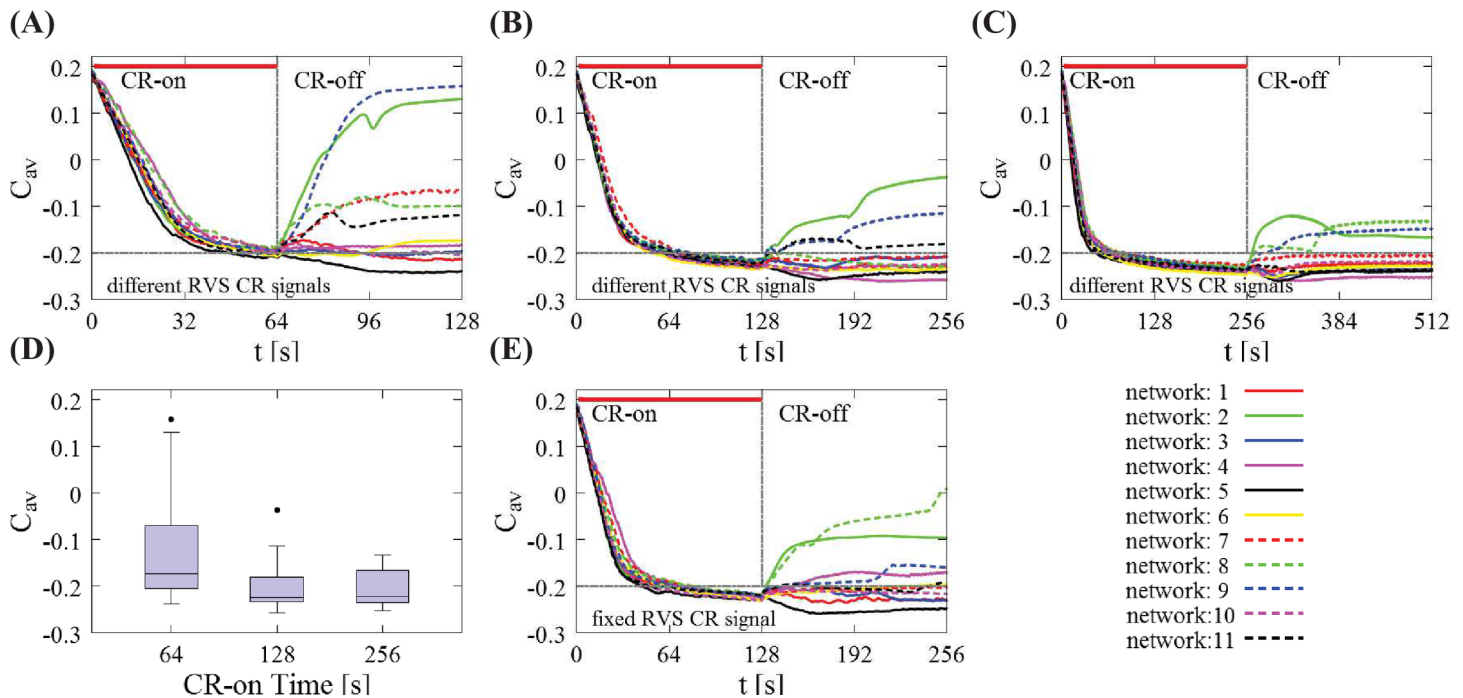 (A)
C_av
0.2
0.1
0
-0.1
-0.2
-0.3
CR-on
CR-off
different RVS CR signals
0 32 64 96 128
t [s]
(B)
C_av
0.2
0.1
0
-0.1
-0.2
-0.3
CR-on
CR-off
different RVS CR signals
0 64 128 192 256
t [s]
(C)
C_av
0.2
0.1
0
-0.1
-0.2
-0.3
CR-on
CR-off
different RVS CR signals
0 128 256 384 512
t [s]
(D)
C_av
0.2
0.1
0
-0.1
-0.2
-0.3
64 128 256
CR-on Time [s]
(E)
C_av
0.2
0.1
0
-0.1
-0.2
-0.3
CR-on
CR-off
fixed RVS CR signal
0 64 128 192 256
t [s]
network: 1
network: 2
network: 3
network: 4
network: 5
network: 6
network: 7
network: 8
network: 9
network:10
network:11